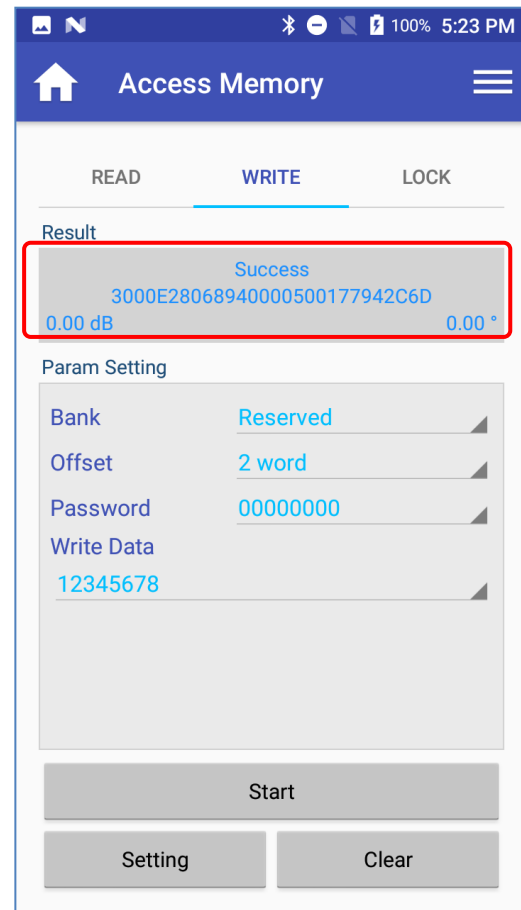 100% 5:23 PM
Access Memory
READ WRITE LOCK
Result
Success
3000E28068940000500177942C6D
0.00 dB 0.00 °
Param Setting
Bank Reserved
Offset 2 word
Password 00000000
Write Data
12345678
Start
Setting Clear